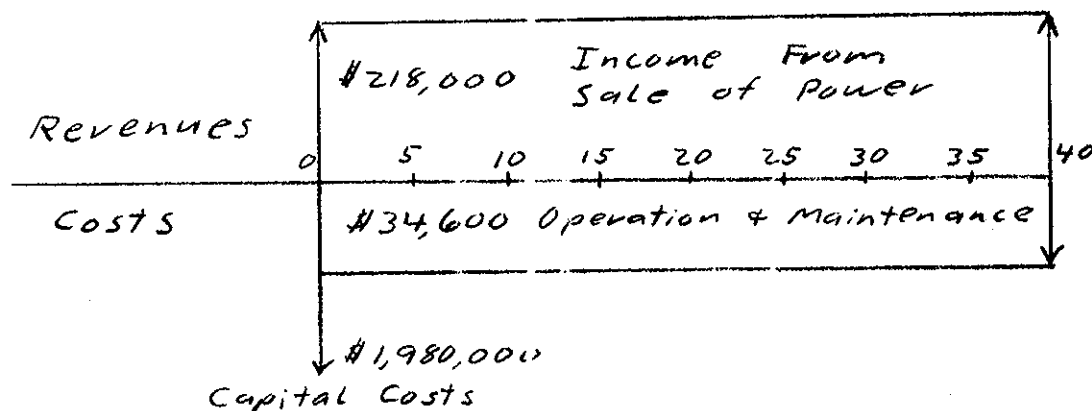 $218,000 Income From
Sale of Power
Revenues
0 5 10 15 20 25 30 35 40
Costs
$34,600 Operation & Maintenance
$1,980,000
Capital Costs